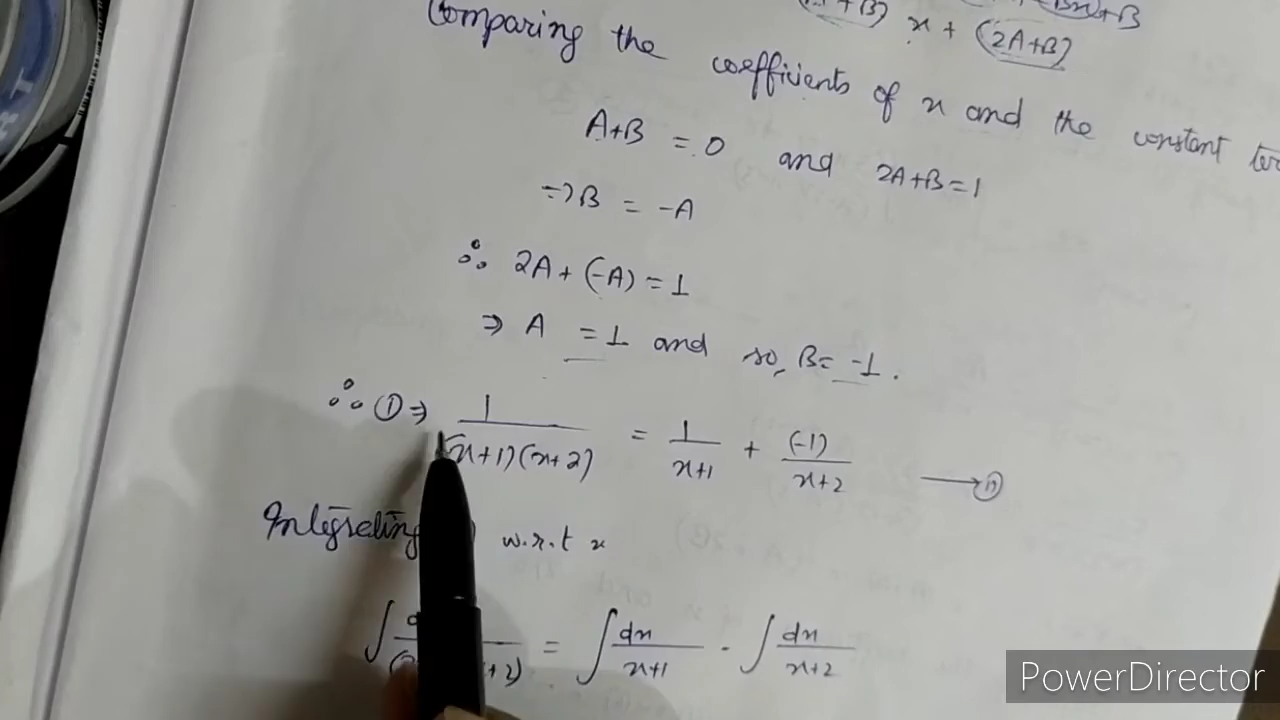 x + (2A+B)
Comparing the coefficients of x and the constant
A+B = 0 and 2A+B=1
⇒B = -A
∴ 2A + (-A) = 1
⇒ A = 1 and so, B= -1.
∴ ① ⇒ 1/(x+1)(x+2) = 1/x+1 + (-1)/x+2
Integrating w.r.t x
∫ = ∫ dx/x+1 - ∫ dx/x+2
PowerDirector